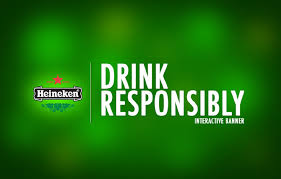 Heineken
DRINK
RESPONSIBLY
INTERACTIVE BANNER